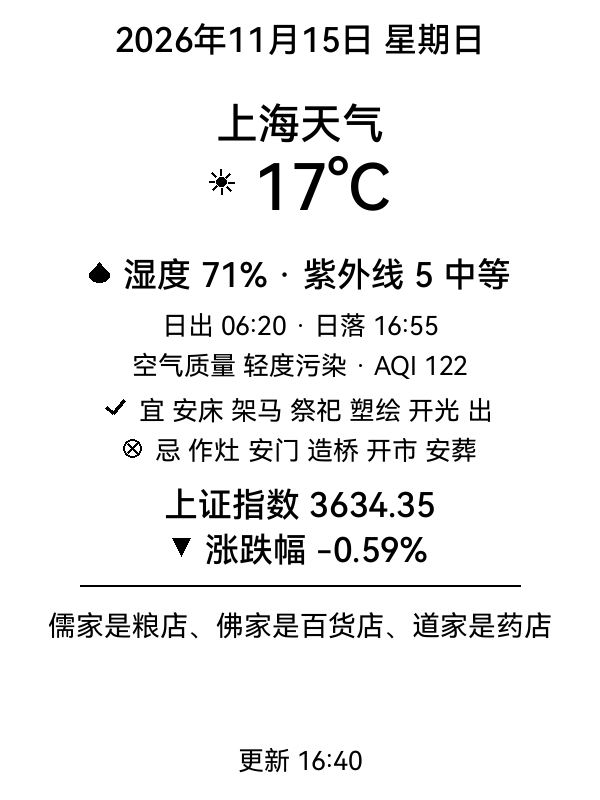 2026年11月15日 星期日
上海天气
17°C
湿度 71% · 紫外线 5 中等
日出 06:20 · 日落 16:55
空气质量 轻度污染 · AQI 122
宜 安床 架马 祭祀 塑绘 开光 出
忌 作灶 安门 造桥 开市 安葬
上证指数 3634.35
▼ 涨跌幅 -0.59%
儒家是粮店、佛家是百货店、道家是药店
更新 16:40